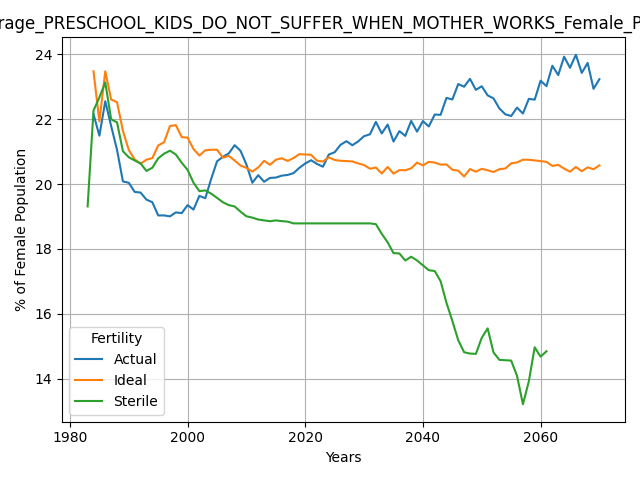 rage_PRESCHOOL_KIDS_DO_NOT_SUFFER_WHEN_MOTHER_WORKS_Female_P
24
22
20
18
16
14
% of Female Population
Fertility
Actual
Ideal
Sterile
1980
2000
2020
2040
2060
Years